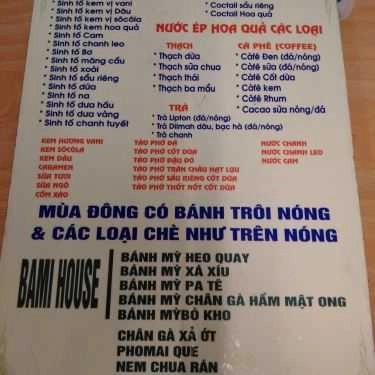 Sinh tố kem vị vani
Sinh tố kem vị Dâu
Sinh tố kem vị sôcôla
Sinh tố kem hoa quả
Sinh tố Cam
Sinh tố chanh leo
Sinh tố Bơ
Sinh tố mãng cầu
Sinh tố xoài
Sinh tố sầu riêng
Sinh tố dừa
Sinh tố na
Sinh tố dưa hấu
Sinh tố dưa vàng
Sinh tố chanh tuyết
Coctail sầu riêng
Coctail Hoa quả
NƯỚC ÉP HOA QUẢ CÁC LOẠI
THẠCH
Thạch dừa
Thạch sữa chua
Thạch thái
Thạch ba mầu
TRÀ
Trà Lipton (đá/nóng)
Trà Dilmah dâu, bạc hà (đá/nóng)
Trà chanh
CÀ PHÊ (COFFEE)
Càfê Đen (đá/nóng)
Càfê sữa (đá/nóng)
Càfê Cốt dừa
Càfê kem
Càfê Rhum
Cacao sữa nóng/đá
KEM HƯƠNG VANI
KEM SÔCÔLA
KEM DÂU
CARAMEN
SỮA TƯƠI
SỮA NGÔ
CỐM XÀO
TÀO PHỚ ĐÁ
TÀO PHỚ CỐT DỪA
TÀO PHỚ ĐẬU ĐỎ
TÀO PHỚ TRÂN CHÂU HẠT LỰU
TÀO PHỚ SẦU RIÊNG CỐT DỪA
TÀO PHỚ THỐT NỐT CỐT DỪA
NƯỚC CHANH
NƯỚC CHANH LEO
NƯỚC CAM
MÙA ĐÔNG CÓ BÁNH TRÔI NÓNG
& CÁC LOẠI CHÈ NHƯ TRÊN NÓNG
BAMI HOUSE
BÁNH MỲ HEO QUAY
BÁNH MỲ XÁ XÍU
BÁNH MỲ PA TÊ
BÁNH MỲ CHÂN GÀ HẦM MẬT ONG
BÁNH MỲBÒ KHO
CHÂN GÀ XẢ ỚT
PHOMAI QUE
NEM CHUA RÁN